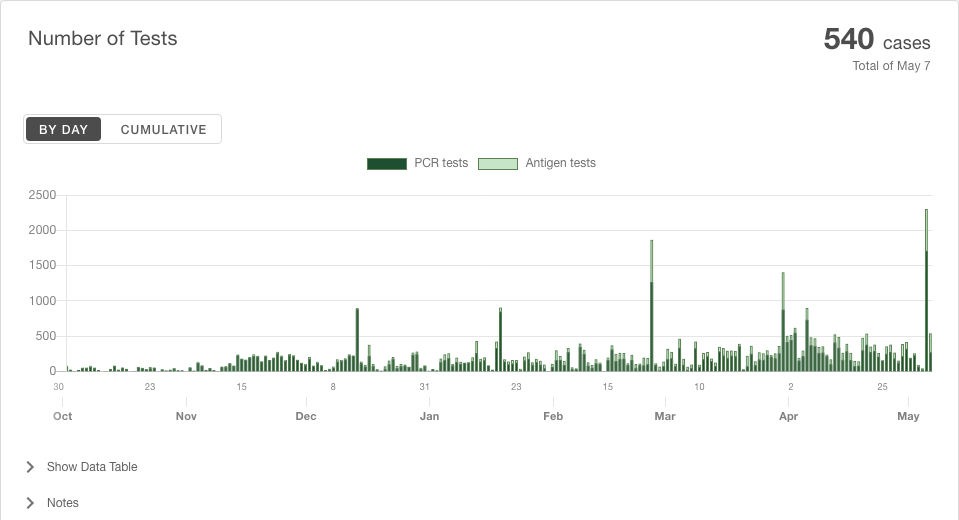 Number of Tests
540 cases
Total of May 7
BY DAY CUMULATIVE
PCR tests Antigen tests
2500
2000
1500
1000
500
0
30 23 15 8 31 23 15 10 2 25
Oct Nov Dec Jan Feb Mar Apr May
Show Data Table
Notes